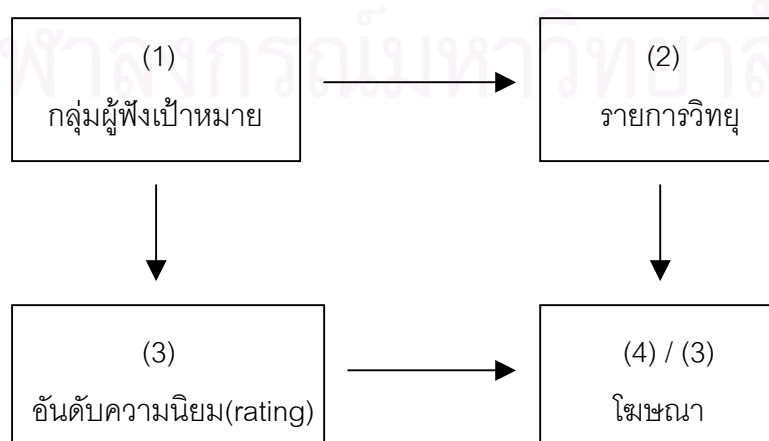 (1)
กลุ่มผู้ฟังเป้าหมาย
(2)
รายการวิทยุ
(3)
อันดับความนิยม(rating)
(4) / (3)
โฆษณา